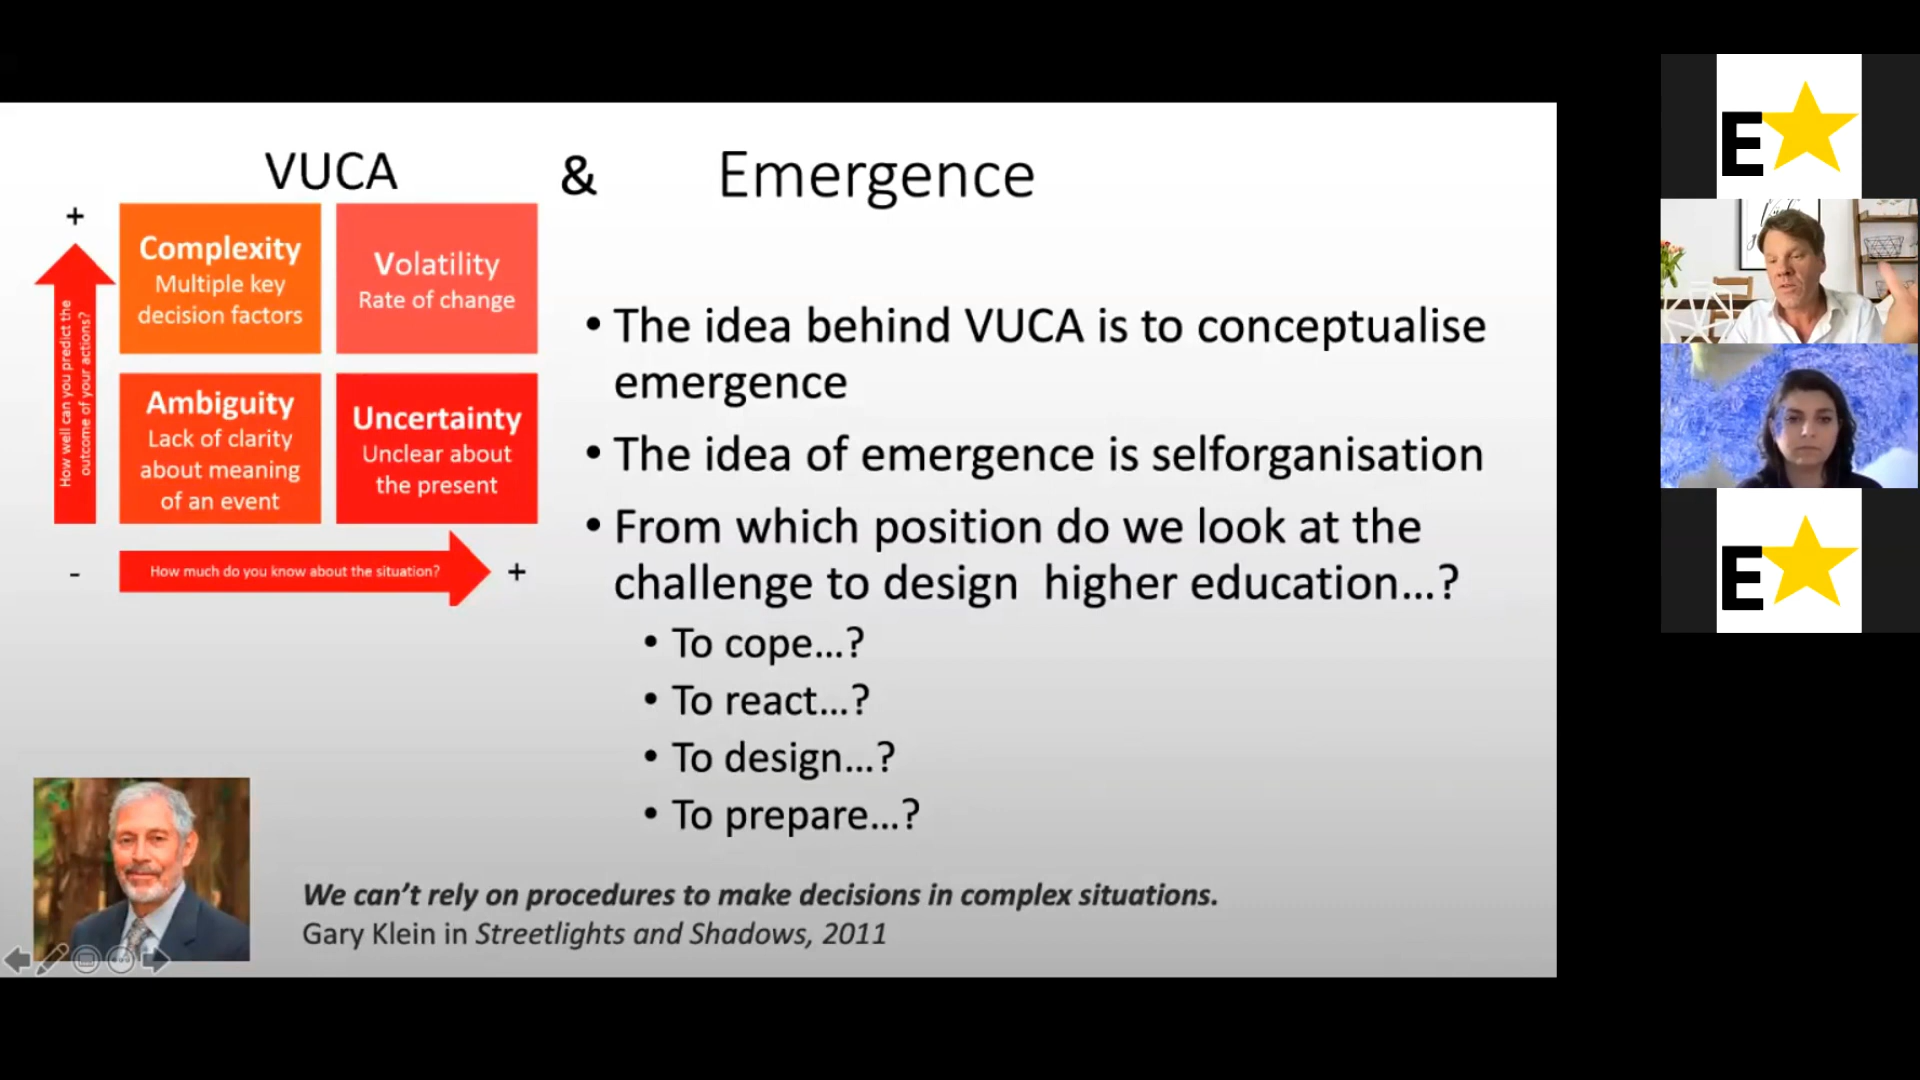 VUCA & Emergence
+
Complexity
Multiple key
decision factors
Volatility
Rate of change
How well can you predict the
outcome of your actions?
Ambiguity
Lack of clarity
about meaning
of an event
Uncertainty
Unclear about
the present
-
How much do you know about the situation?
+
• The idea behind VUCA is to conceptualise
emergence
• The idea of emergence is selforganisation
• From which position do we look at the
challenge to design higher education...?
• To cope...?
• To react...?
• To design...?
• To prepare...?
We can't rely on procedures to make decisions in complex situations.
Gary Klein in Streetlights and Shadows, 2011
E
E